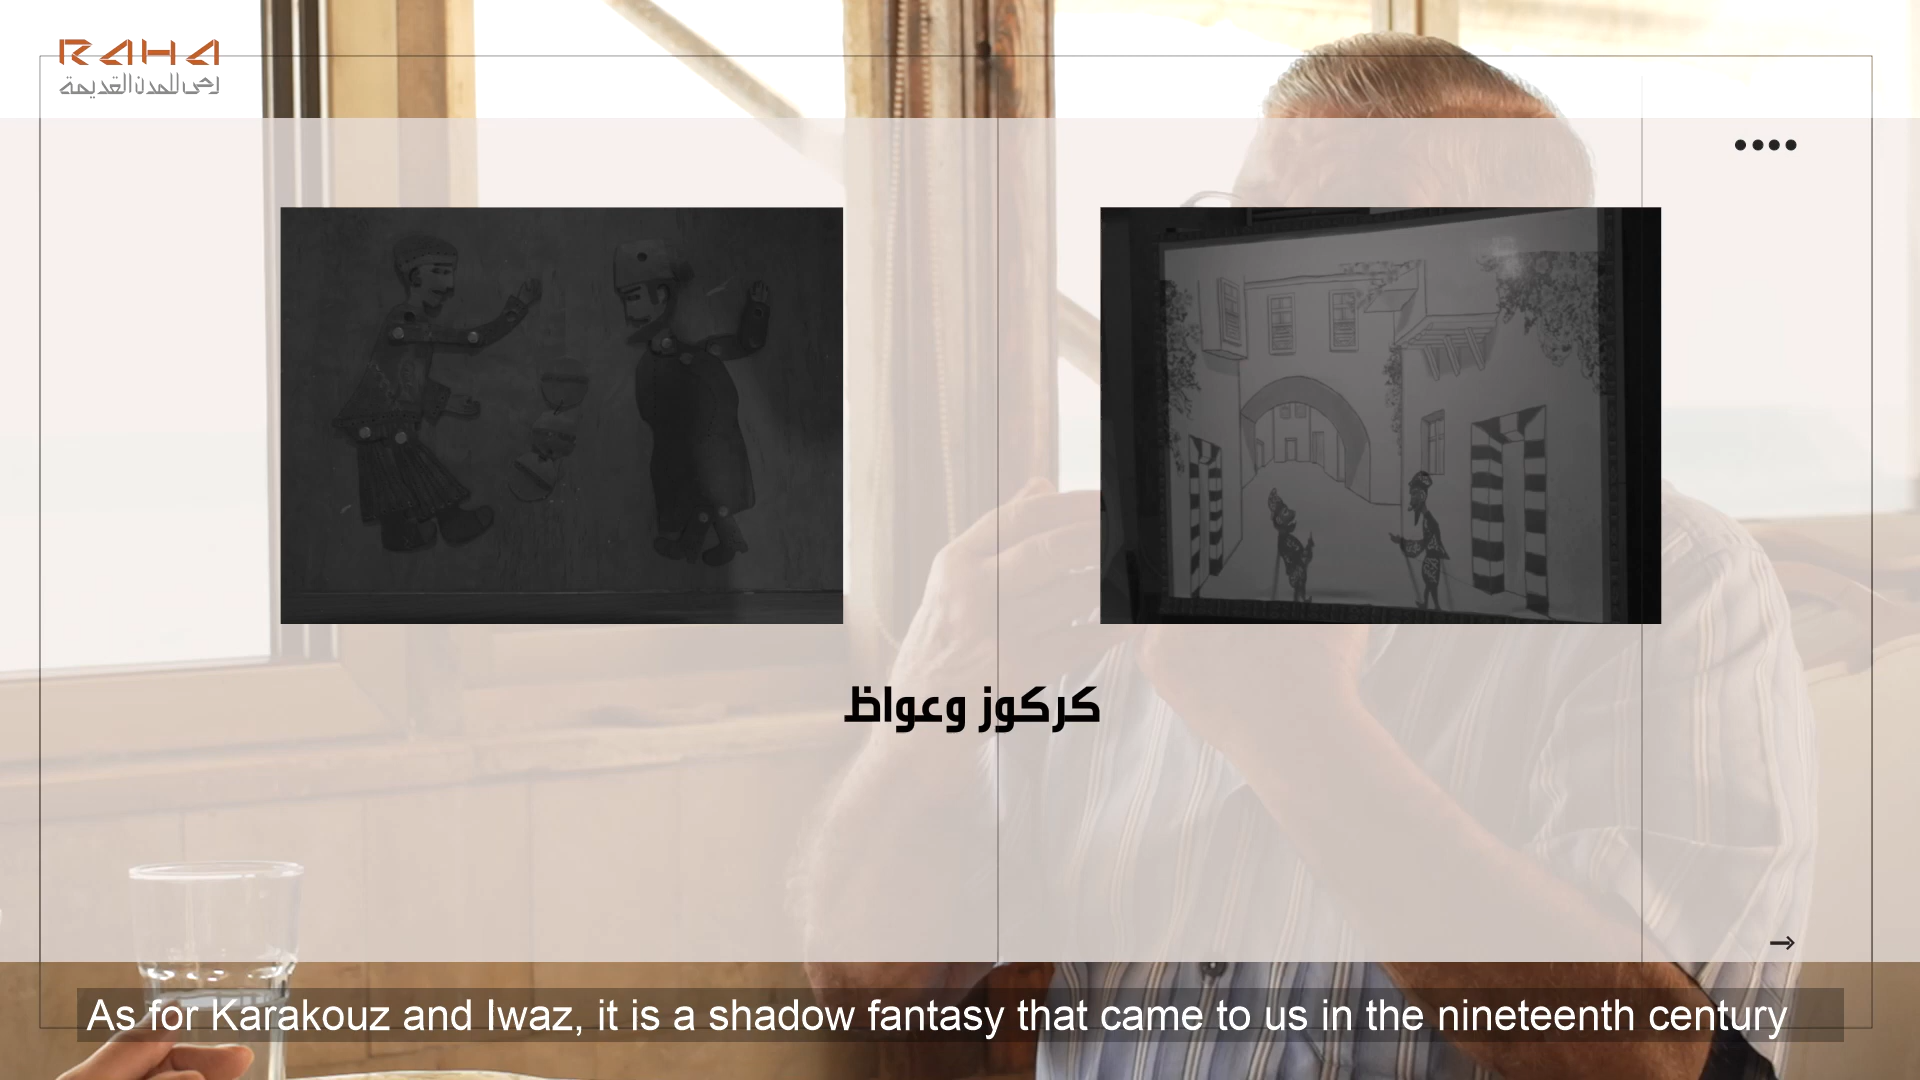 RAHA
رحى للمدن القديمة
كركوز وعواظ
As for Karakouz and Iwaz, it is a shadow fantasy that came to us in the nineteenth century